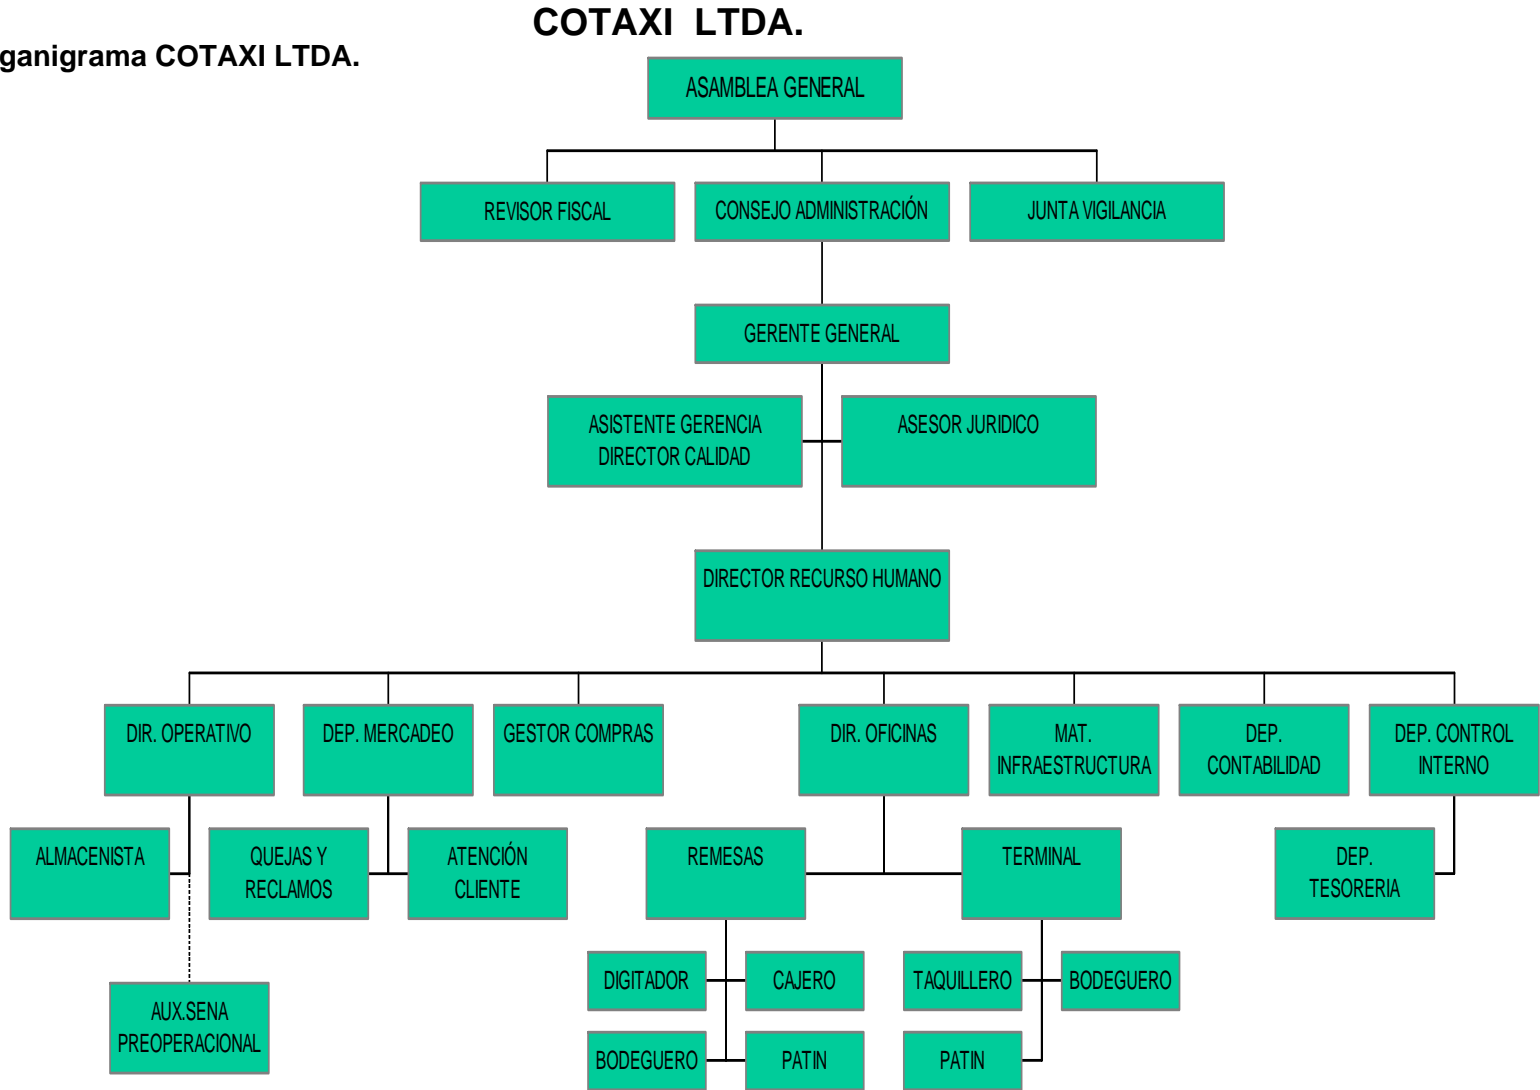 COTAXI LTDA.
ganigrama COTAXI LTDA.
ASAMBLEA GENERAL
REVISOR FISCAL
CONSEJO ADMINISTRACIÓN
JUNTA VIGILANCIA
GERENTE GENERAL
ASISTENTE GERENCIA
DIRECTOR CALIDAD
ASESOR JURIDICO
DIRECTOR RECURSO HUMANO
DIR. OPERATIVO
DEP. MERCADEO
GESTOR COMPRAS
DIR. OFICINAS
MAT.
INFRAESTRUCTURA
DEP.
CONTABILIDAD
DEP. CONTROL
INTERNO
ALMACENISTA
QUEJAS Y
RECLAMOS
ATENCIÓN
CLIENTE
REMESAS
TERMINAL
DEP.
TESORERIA
DIGITADOR
CAJERO
TAQUILLERO
BODEGUERO
AUX.SENA
PREOPERACIONAL
BODEGUERO
PATIN
PATIN